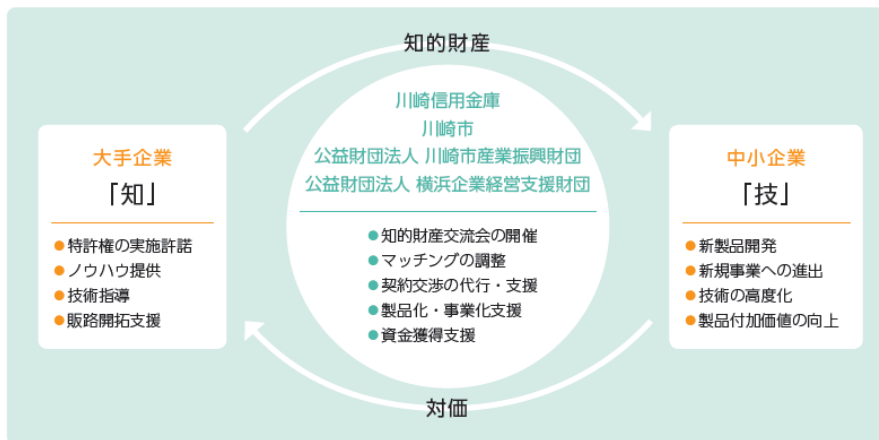 知的財産
大手企業
「知」
●特許権の実施許諾
●ノウハウ提供
●技術指導
●販路開拓支援
川崎信用金庫
川崎市
公益財団法人 川崎市産業振興財団
公益財団法人 横浜企業経営支援財団
●知的財産交流会の開催
●マッチングの調整
●契約交渉の代行・支援
●製品化・事業化支援
●資金獲得支援
中小企業
「技」
●新製品開発
●新規事業への進出
●技術の高度化
●製品付加価値の向上
対価